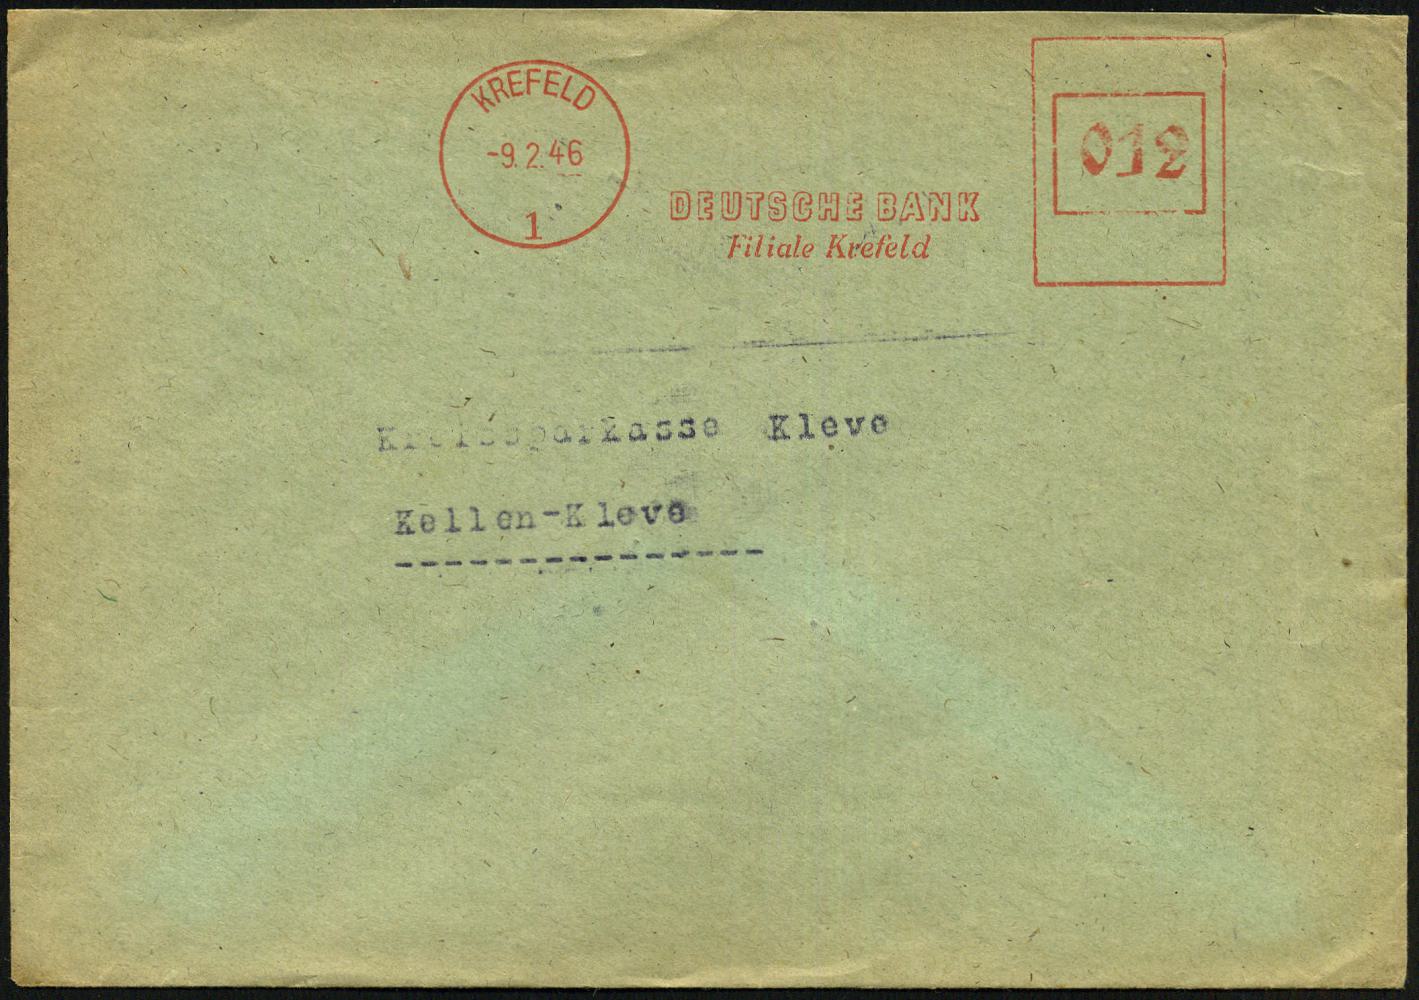 KREFELD
-9.2.46
1
DEUTSCHE BANK
Filiale Krefeld
012
Kreissparkasse Kleve
Kellen-Kleve
----------------